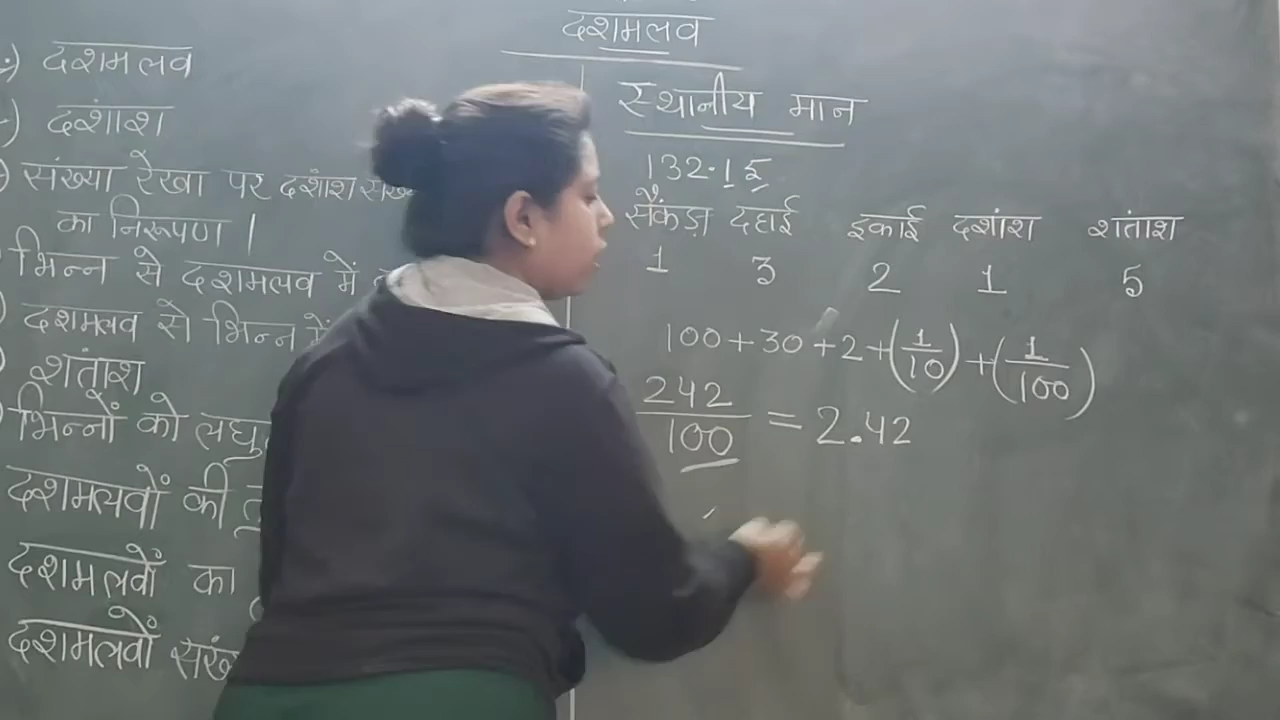 दशमलव
दशमलव
दशांश
संख्या रेखा पर दशांश
का निरूपण |
भिन्न से दशमलव में
दशमलव से भिन्न में
शतांश
भिन्नों को
दशमलवों की
दशमलवों का
दशमलवों
स्थानीय मान
132.15
सैंकड़ा दहाई इकाई दशांश शतांश
1 3 2 1 5
100+30+2+(1/10)+(1/100)
242/100 = 2.42